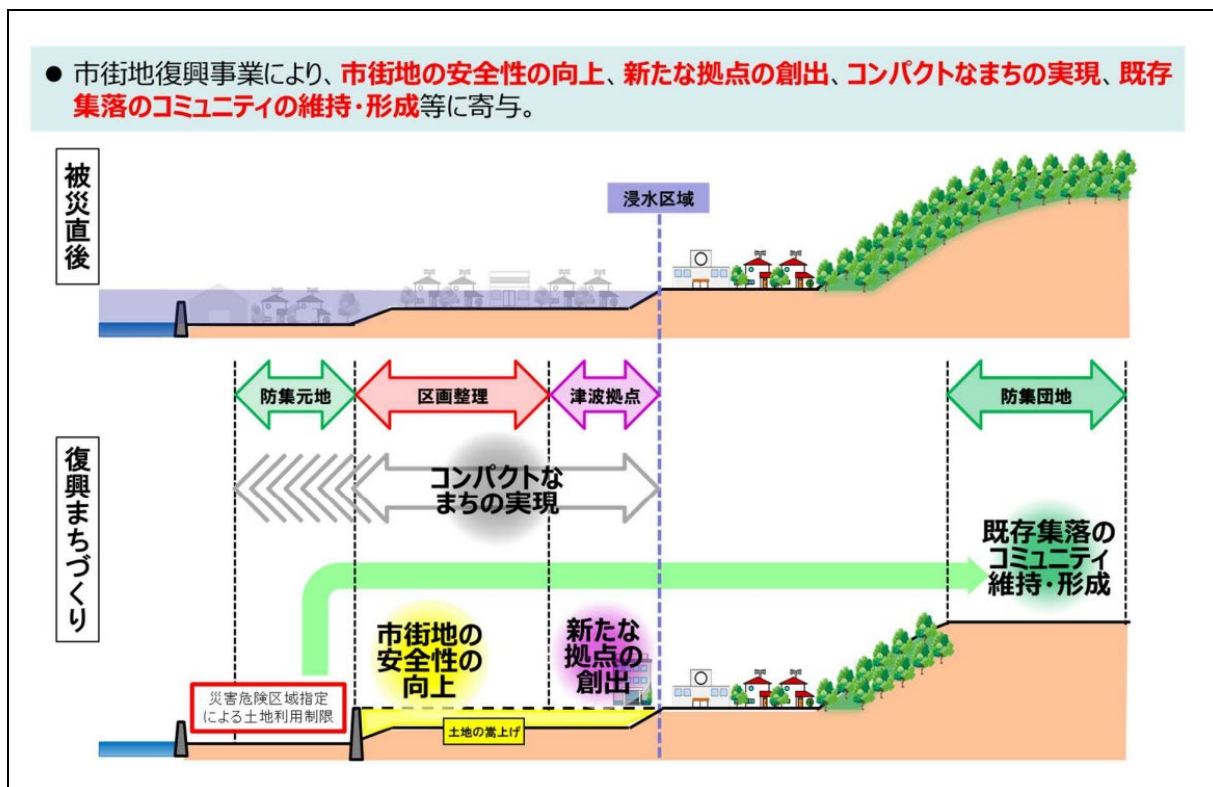 ● 市街地復興事業により、市街地の安全性の向上、新たな拠点の創出、コンパクトなまちの実現、既存
集落のコミュニティの維持・形成等に寄与。
被災直後
浸水区域
防集元地
区画整理
津波拠点
防集団地
復興まちづくり
コンパクトな
まちの実現
既存集落の
コミュニティ
維持・形成
市街地の
安全性の
向上
新たな
拠点の
創出
災害危険区域指定
による土地利用制限
土地の嵩上げ